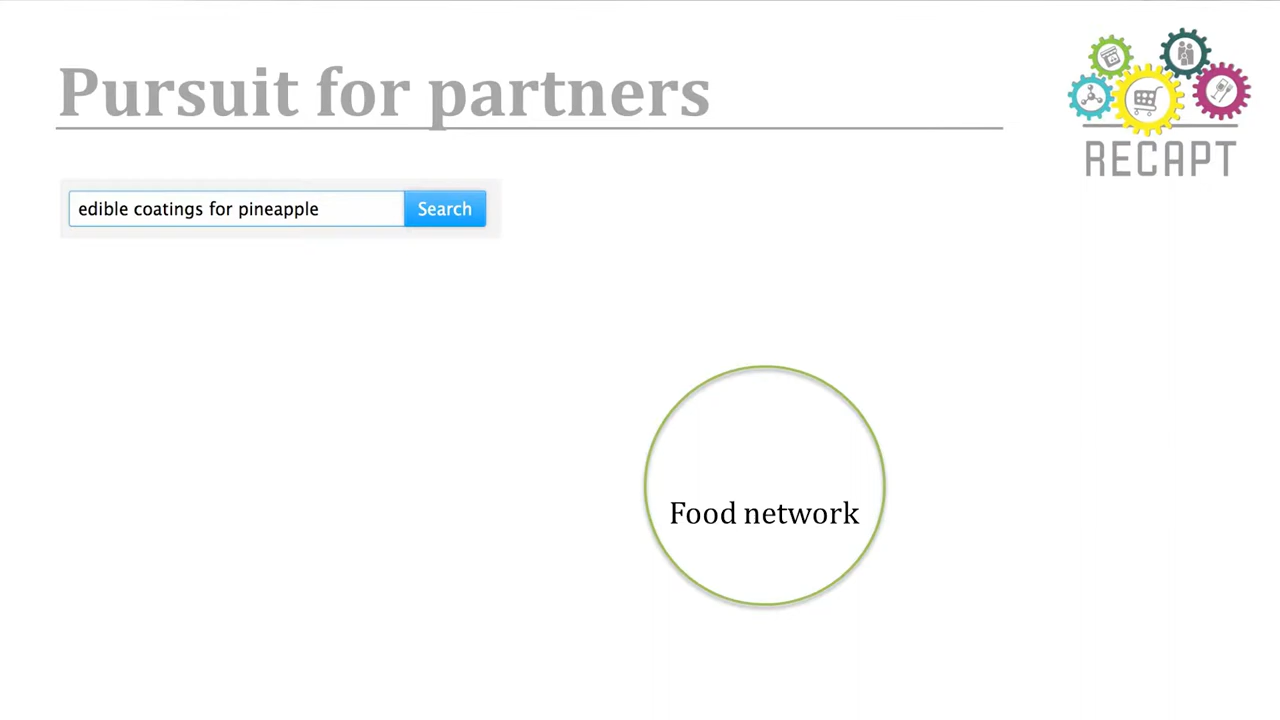 Pursuit for partners
RECAPT
edible coatings for pineapple Search
Food network